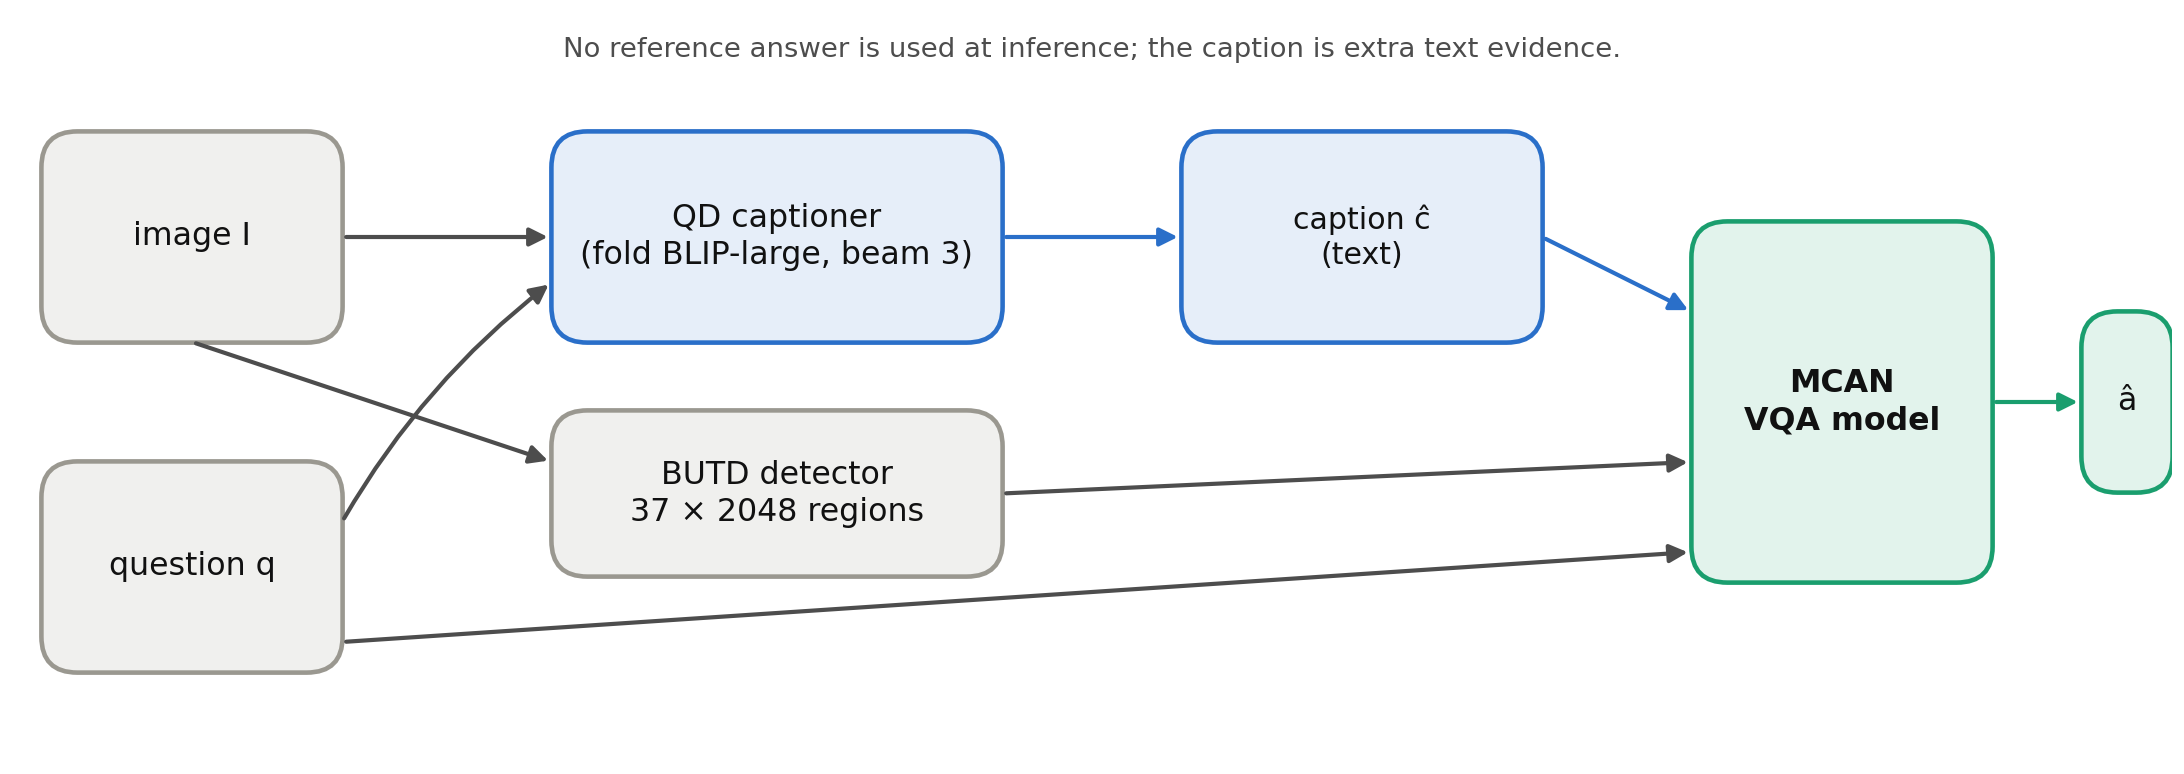 No reference answer is used at inference; the caption is extra text evidence.
image I
QD captioner
(fold BLIP-large, beam 3)
caption ĉ
(text)
MCAN
VQA model
â
BUTD detector
37 × 2048 regions
question q